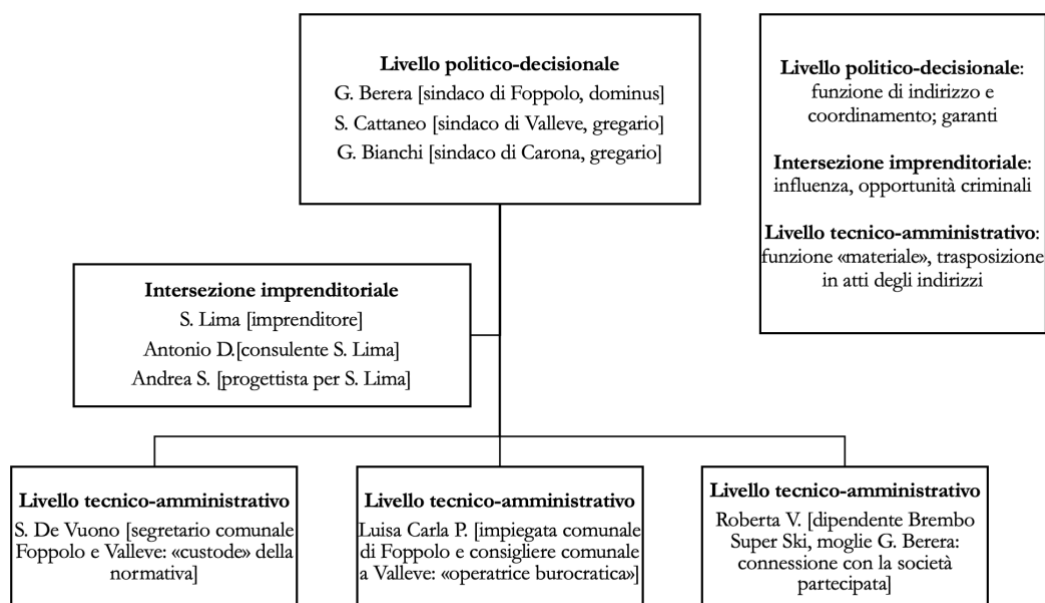 Livello politico-decisionale
G. Berera [sindaco di Foppolo, dominus]
S. Cattaneo [sindaco di Valleve, gregario]
G. Bianchi [sindaco di Carona, gregario]
Livello politico-decisionale:
funzione di indirizzo e
coordinamento; garanti
Intersezione imprenditoriale:
influenza, opportunità criminali
Livello tecnico-amministrativo:
funzione «materiale», trasposizione
in atti degli indirizzi
Intersezione imprenditoriale
S. Lima [imprenditore]
Antonio D.[consulente S. Lima]
Andrea S. [progettista per S. Lima]
Livello tecnico-amministrativo
S. De Vuono [segretario comunale
Foppolo e Valleve: «custode» della
normativa]
Livello tecnico-amministrativo
Luisa Carla P. [impiegata comunale
di Foppolo e consigliere comunale
a Valleve: «operatrice burocratica»]
Livello tecnico-amministrativo
Roberta V. [dipendente Brembo
Super Ski, moglie G. Berera:
connessione con la società
partecipata]